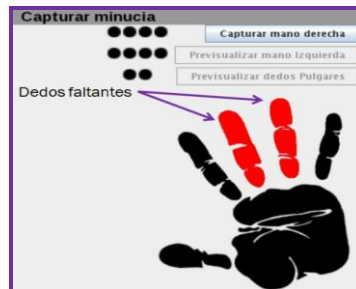 Capturar minucia
Capturar mano derecha
Previsualizar mano Izquierda
Previsualizar dedos Pulgares
Dedos faltantes